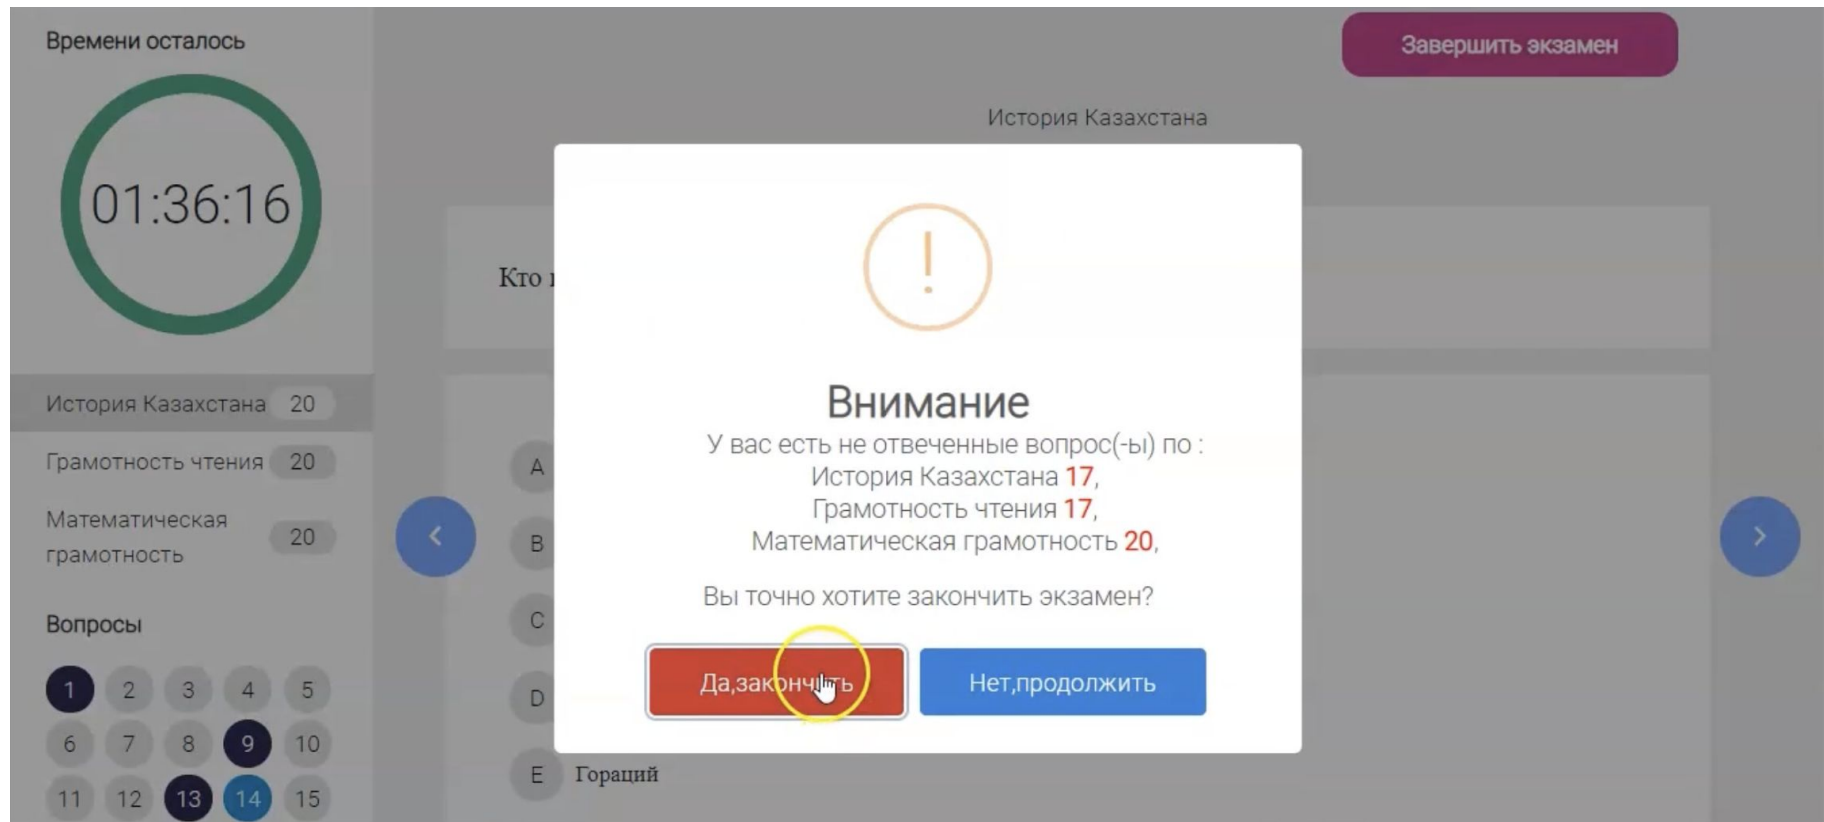 Времени осталось
01:36:16
История Казахстана 20
Грамотность чтения 20
Математическая
грамотность 20
Вопросы
1 2 3 4 5
6 7 8 9 10
11 12 13 14 15
Завершить экзамен
История Казахстана
Кто
A
B
C
D
E Гораций
!
Внимание
У вас есть не отвеченные вопрос(-ы) по :
История Казахстана 17,
Грамотность чтения 17,
Математическая грамотность 20,
Вы точно хотите закончить экзамен?
Да,закончить
Нет,продолжить